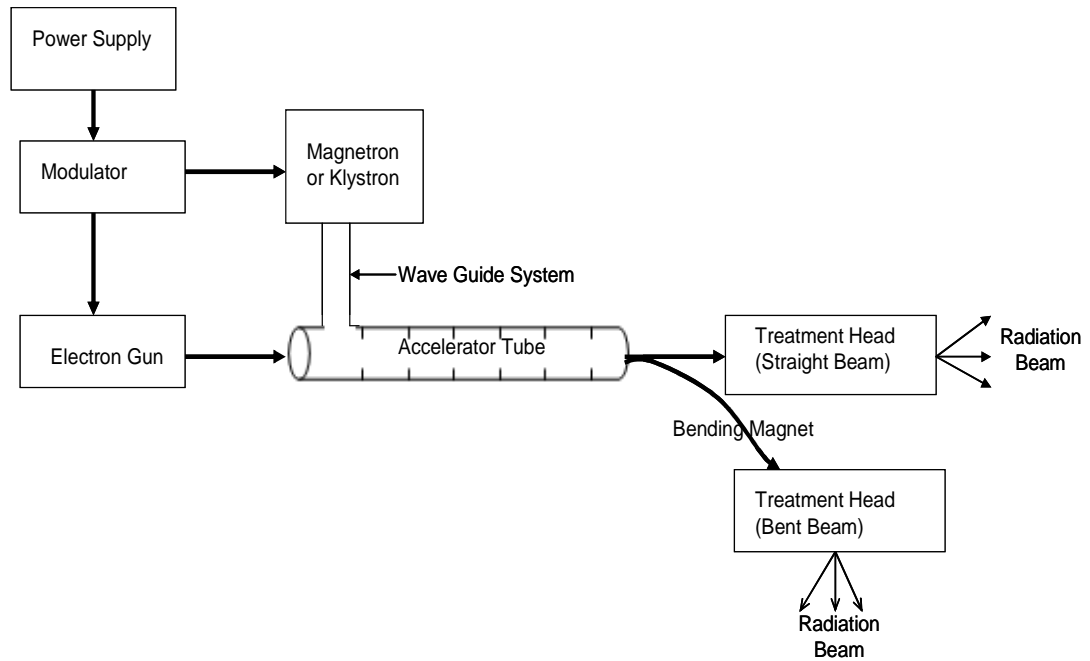 Power Supply
Modulator
Magnetron
or Klystron
Wave Guide System
Electron Gun
Accelerator Tube
Treatment Head
(Straight Beam)
Radiation
Beam
Bending Magnet
Treatment Head
(Bent Beam)
Radiation
Beam